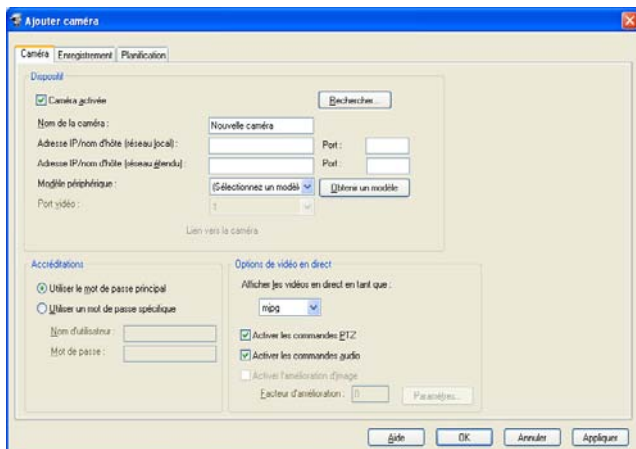 Ajouter caméra
Caméra Enregistrement Planification
Dispositif
Caméra activée Rechercher...
Nom de la caméra : Nouvelle caméra
Adresse IP/nom d'hôte (réseau local) : Port :
Adresse IP/nom d'hôte (réseau étendu) : Port :
Modèle périphérique : (Sélectionnez un modèl Obtenir un modèle
Port vidéo : 1
Lien vers la caméra
Accréditations
Utiliser le mot de passe principal
Utiliser un mot de passe spécifique
Nom d'utilisateur :
Mot de passe :
Options de vidéo en direct
Afficher les vidéos en direct en tant que :
mjpg
Activer les commandes PTZ
Activer les commandes audio
Activer l'amélioration d'image
Facteur d'amélioration : 0 Paramètres...
Aide OK Annuler Appliquer